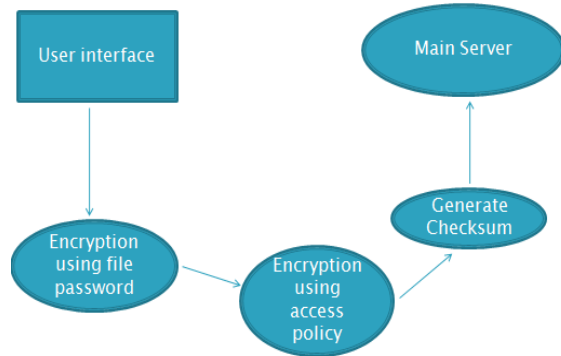 User interface
Main Server
Encryption
using file
password
Encryption
using
access
policy
Generate
Checksum